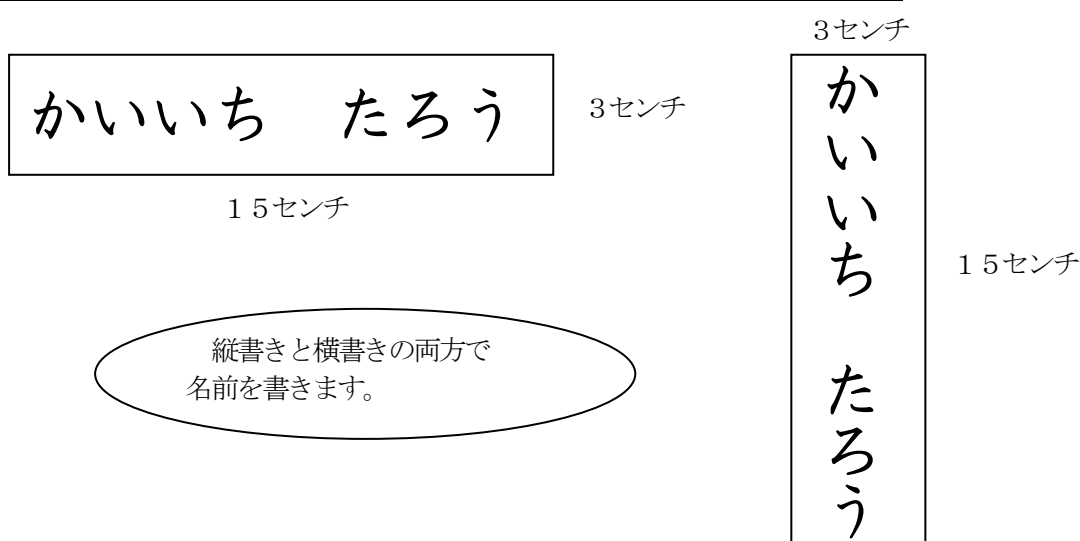 かいいち　たろう
３センチ
１５センチ
縦書きと横書きの両方で
名前を書きます。
３センチ
かいいち　たろう
１５センチ